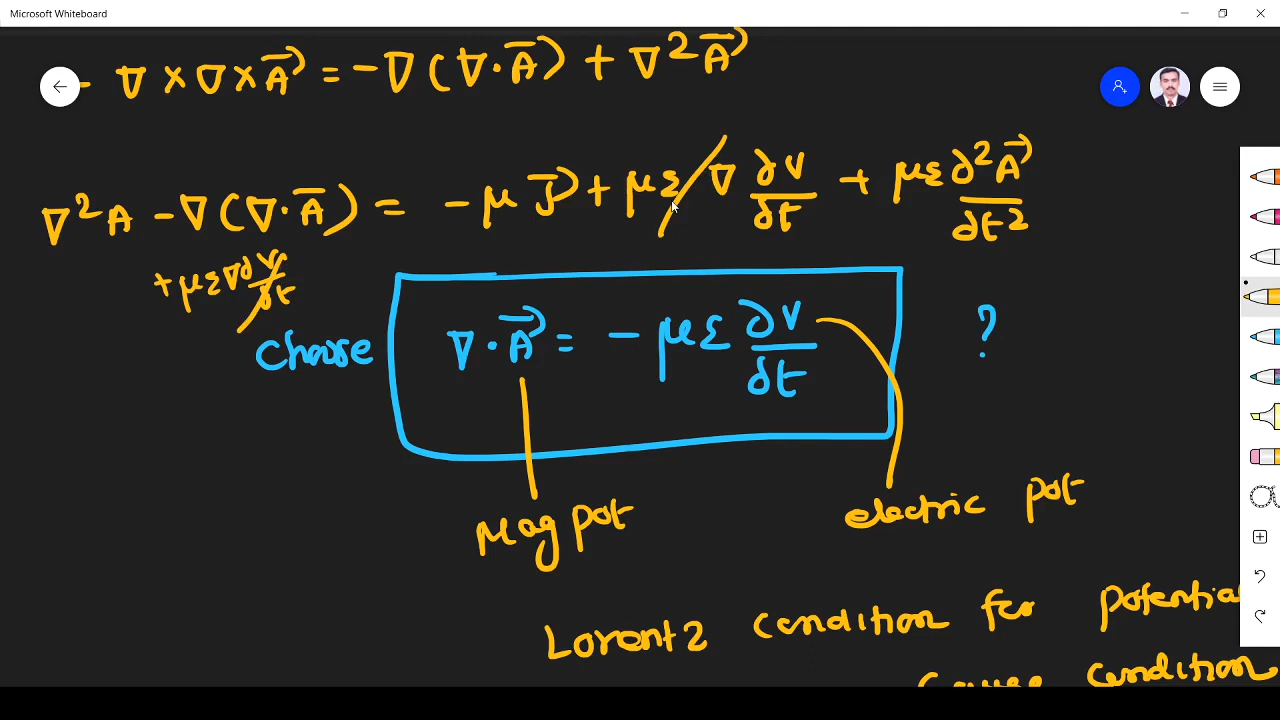 Microsoft Whiteboard
- ∇ × ∇ × A⃗ = -∇(∇·A⃗) + ∇²A⃗
∇²A - ∇(∇·A⃗) = -μ J⃗ + με ∇ ∂V/∂t + με ∂²A⃗/∂t²
+με∇∂V/∂t
Choose ∇·A⃗ = -με ∂V/∂t ?
Mag pot electric pot
Lorentz condition for potential
condition